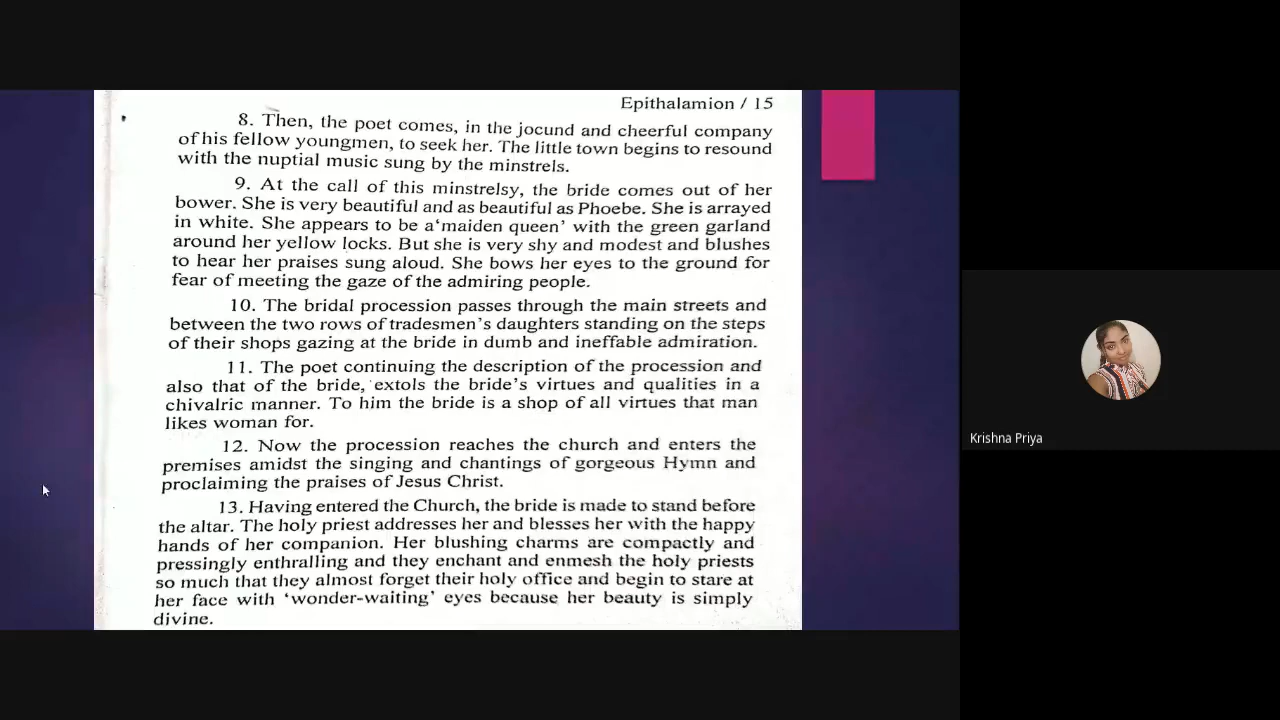 Epithalamion / 15
8. Then, the poet comes, in the jocund and cheerful company
of his fellow youngmen, to seek her. The little town begins to resound
with the nuptial music sung by the minstrels.
9. At the call of this minstrelsy, the bride comes out of her
bower. She is very beautiful and as beautiful as Phoebe. She is arrayed
in white. She appears to be a‘maiden queen’ with the green garland
around her yellow locks. But she is very shy and modest and blushes
to hear her praises sung aloud. She bows her eyes to the ground for
fear of meeting the gaze of the admiring people.
10. The bridal procession passes through the main streets and
between the two rows of tradesmen's daughters standing on the steps
of their shops gazing at the bride in dumb and ineffable admiration.
11. The poet continuing the description of the procession and
also that of the bride, extols the bride's virtues and qualities in a
chivalric manner. To him the bride is a shop of all virtues that man
likes woman for.
12. Now the procession reaches the church and enters the
premises amidst the singing and chantings of gorgeous Hymn and
proclaiming the praises of Jesus Christ.
13. Having entered the Church, the bride is made to stand before
the altar. The holy priest addresses her and blesses her with the happy
hands of her companion. Her blushing charms are compactly and
pressingly enthralling and they enchant and enmesh the holy priests
so much that they almost forget their holy office and begin to stare at
her face with ‘wonder-waiting’ eyes because her beauty is simply
divine.
Krishna Priya